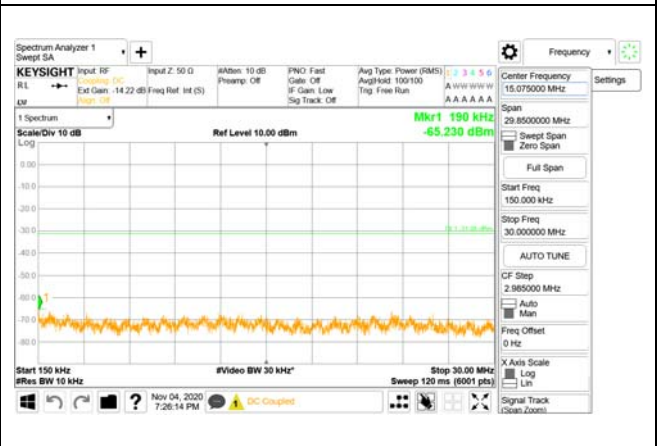 Spectrum Analyzer 1
Swept SA
+
Frequency
KEYSIGHT
Input: RF
Input Z: 50 Ω
#Atten: 10 dB
PNO: Fast
Avg Type: Power (RMS)
1 2 3 4 5 6
RL
Coupling: DC
Preamp: Off
Gate: Off
Avg|Hold: 100/100
A W W W W W
Ext Gain: -14.22 dB
Freq Ref: Int (S)
IF Gain: Low
Trig: Free Run
Align: Off
Sig Track: Off
A A A A A A
1 Spectrum
Mkr1 190 kHz
Scale/Div 10 dB
Ref Level 10.00 dBm
-65.230 dBm
Log
0.00
-10.0
-20.0
-30.0
-40.0
-50.0
-60.0
-70.0
-80.0
1
Start 150 kHz
#Video BW 30 kHz*
Stop 30.00 MHz
#Res BW 10 kHz
Sweep 120 ms (6001 pts)
Center Frequency
15.075000 MHz
Settings
Span
29.8500000 MHz
Swept Span
Zero Span
Full Span
Start Freq
150.000 kHz
Stop Freq
30.000000 MHz
AUTO TUNE
CF Step
2.985000 MHz
Auto
Man
Freq Offset
0 Hz
X Axis Scale
Log
Lin
Signal Track
(Span Zoom)
?
Nov 04, 2020
7:26:14 PM
1
DC Coupled